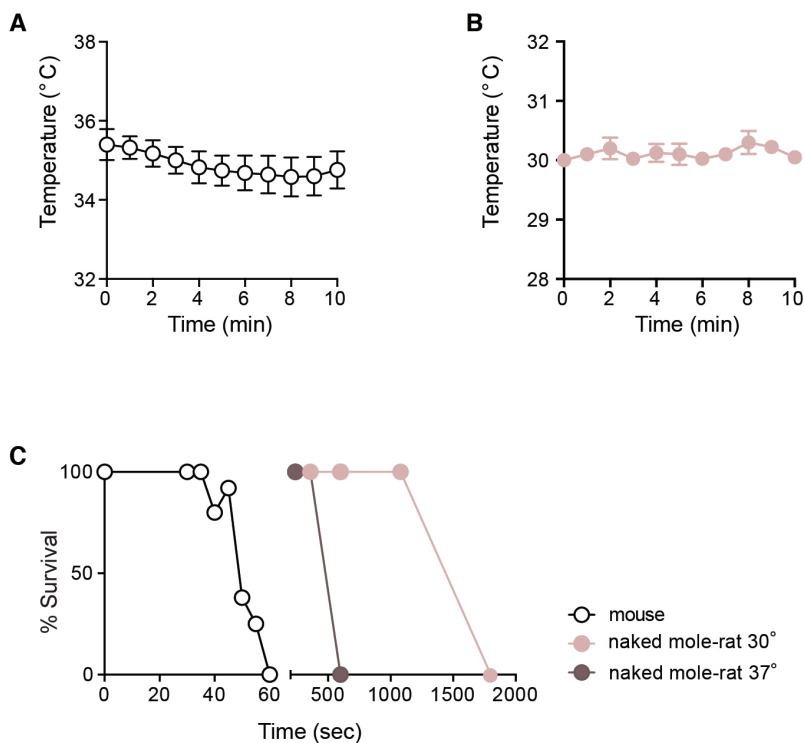 A
Temperature (° C)
38
36
34
32
0 2 4 6 8 10
Time (min)
B
Temperature (° C)
32
31
30
29
28
0 2 4 6 8 10
Time (min)
C
% Survival
100
50
0
0 20 40 60 500 1000 1500 2000
Time (sec)
mouse
naked mole-rat 30°
naked mole-rat 37°